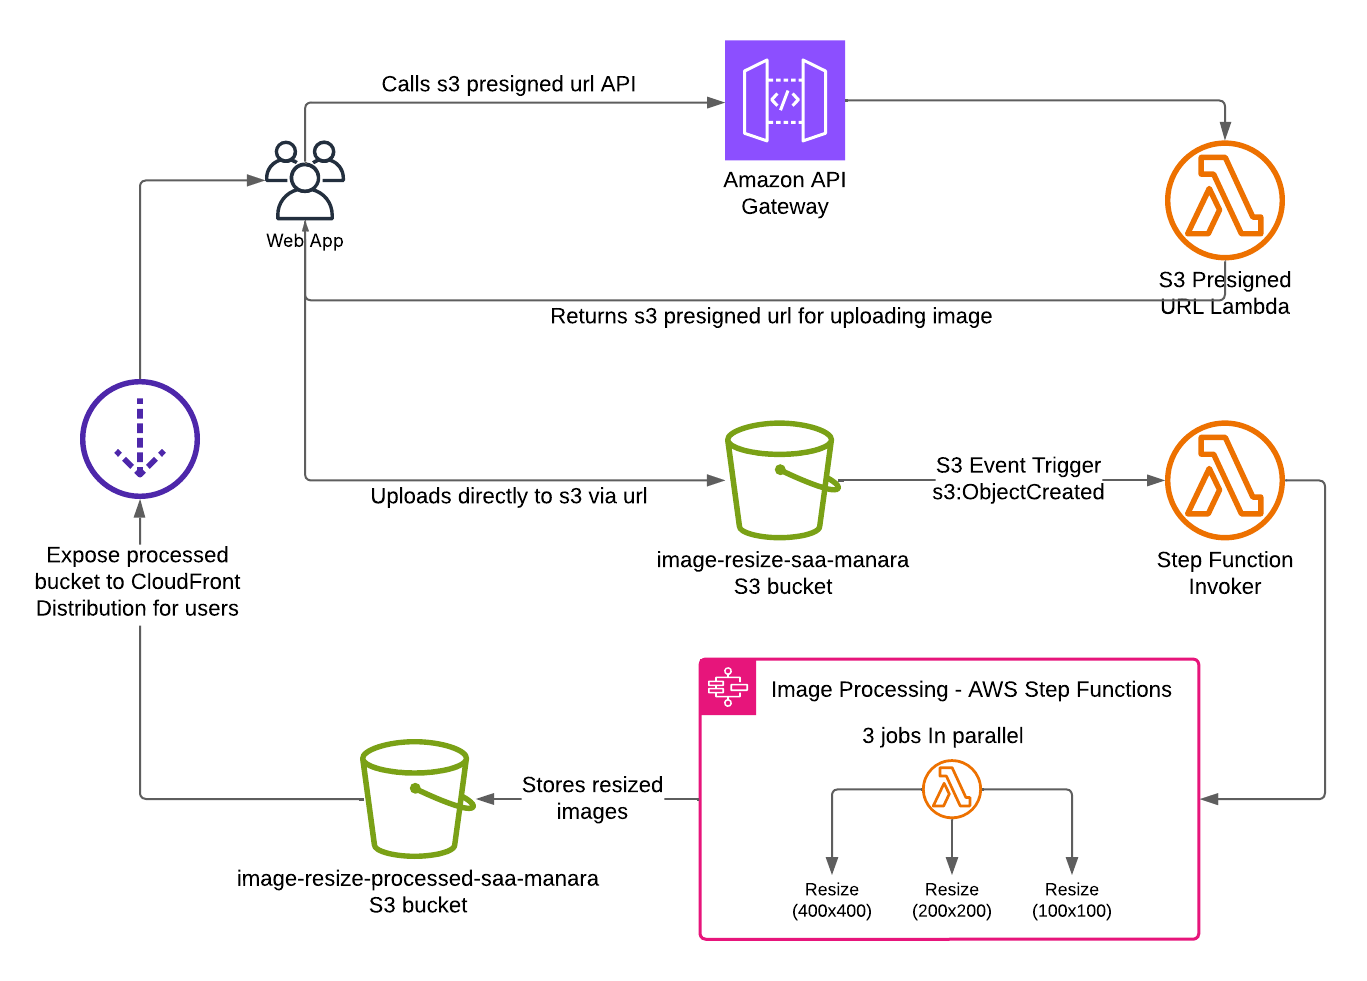 Calls s3 presigned url API
Amazon API
Gateway
Web App
S3 Presigned
URL Lambda
Returns s3 presigned url for uploading image
Uploads directly to s3 via url
image-resize-saa-manara
S3 bucket
S3 Event Trigger
s3:ObjectCreated
Step Function
Invoker
Expose processed
bucket to CloudFront
Distribution for users
Image Processing - AWS Step Functions
3 jobs In parallel
Resize
(400x400)
Resize
(200x200)
Resize
(100x100)
Stores resized
images
image-resize-processed-saa-manara
S3 bucket